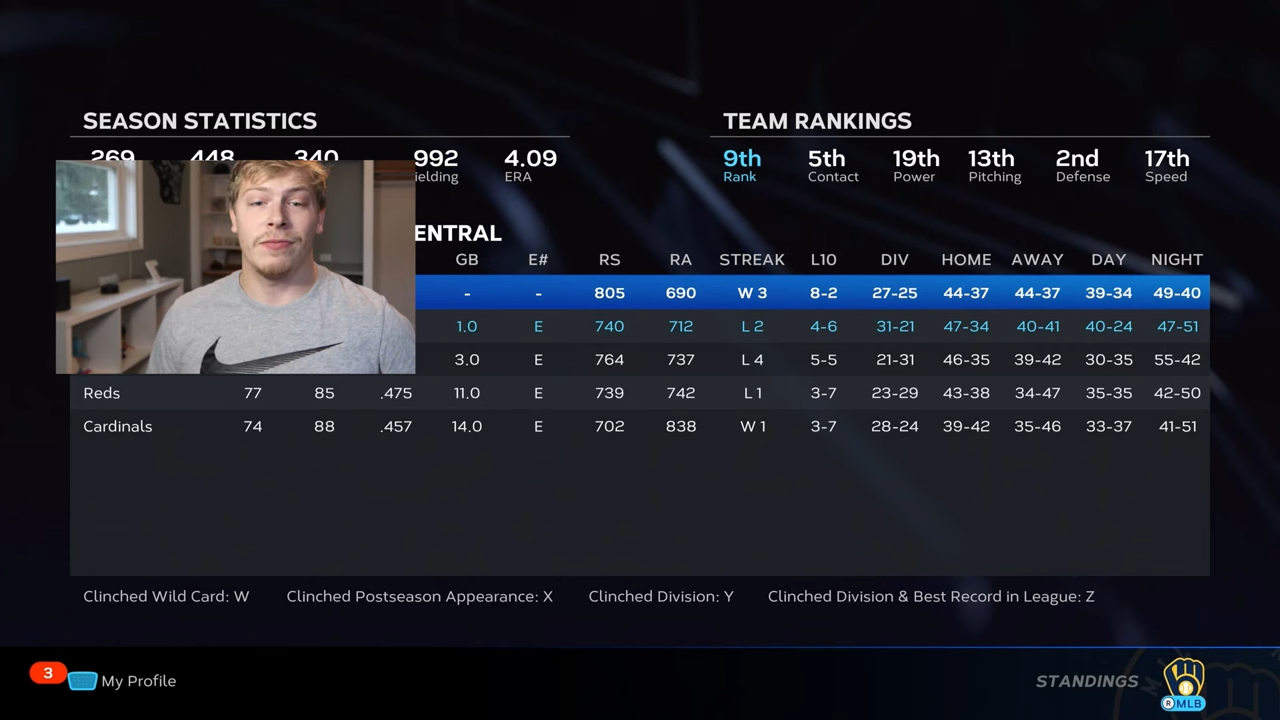 SEASON STATISTICS
TEAM RANKINGS
992 4.09
9th 5th 19th 13th 2nd 17th
ielding ERA
Rank Contact Power Pitching Defense Speed
ENTRAL
GB E# RS RA STREAK L10 DIV HOME AWAY DAY NIGHT
- - 805 690 W 3 8-2 27-25 44-37 44-37 39-34 49-40
1.0 E 740 712 L 2 4-6 31-21 47-34 40-41 40-24 47-51
3.0 E 764 737 L 4 5-5 21-31 46-35 39-42 30-35 55-42
Reds 77 85 .475 11.0 E 739 742 L 1 3-7 23-29 43-38 34-47 35-35 42-50
Cardinals 74 88 .457 14.0 E 702 838 W 1 3-7 28-24 39-42 35-46 33-37 41-51
Clinched Wild Card: W Clinched Postseason Appearance: X Clinched Division: Y Clinched Division & Best Record in League: Z
3 My Profile
STANDINGS
R MLB